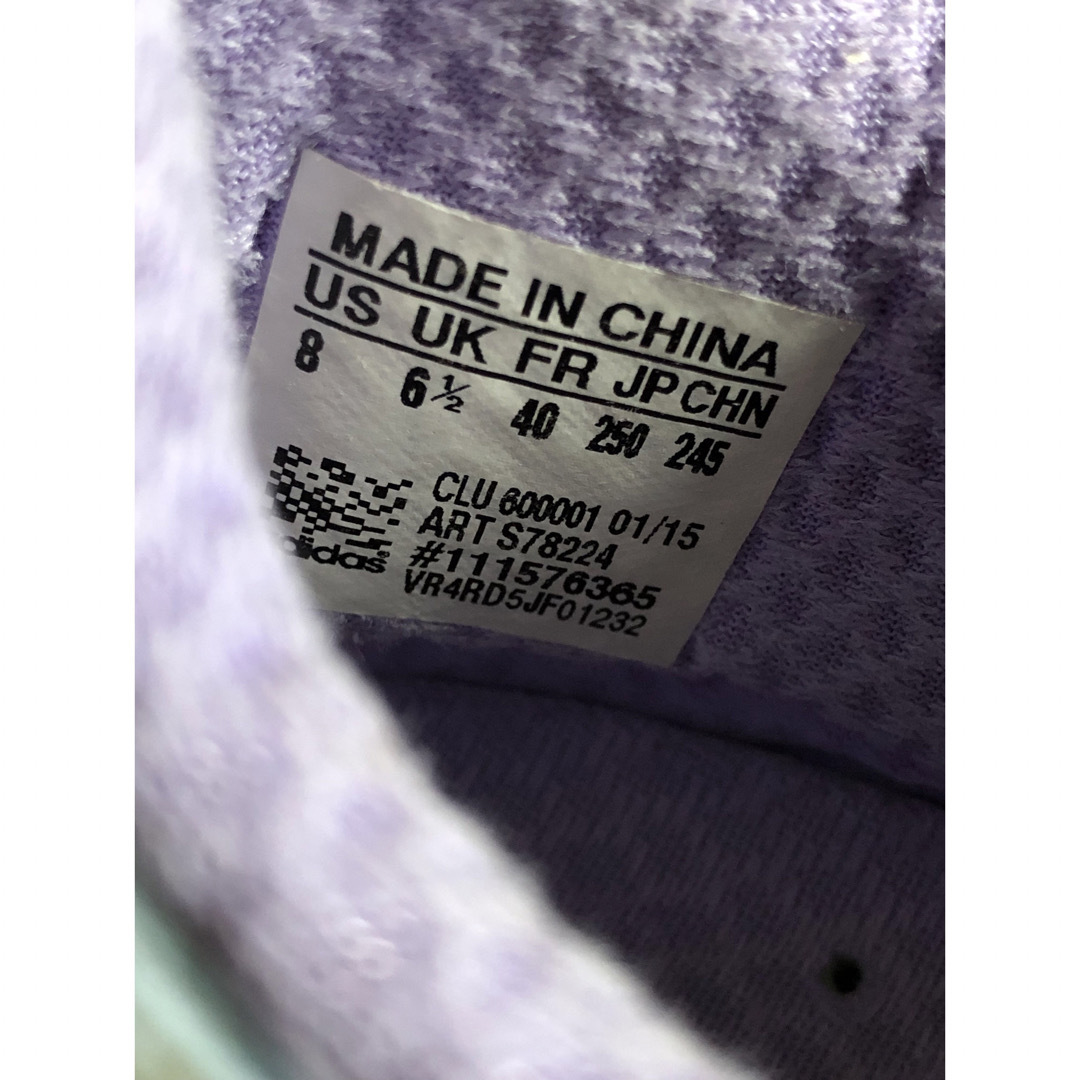 MADE IN CHINA
US UK FR JP CHN
8 6½ 40 250 245
CLU 600001 01/15
ART S78224
#111576365
VR4RD5JF01232
adidas